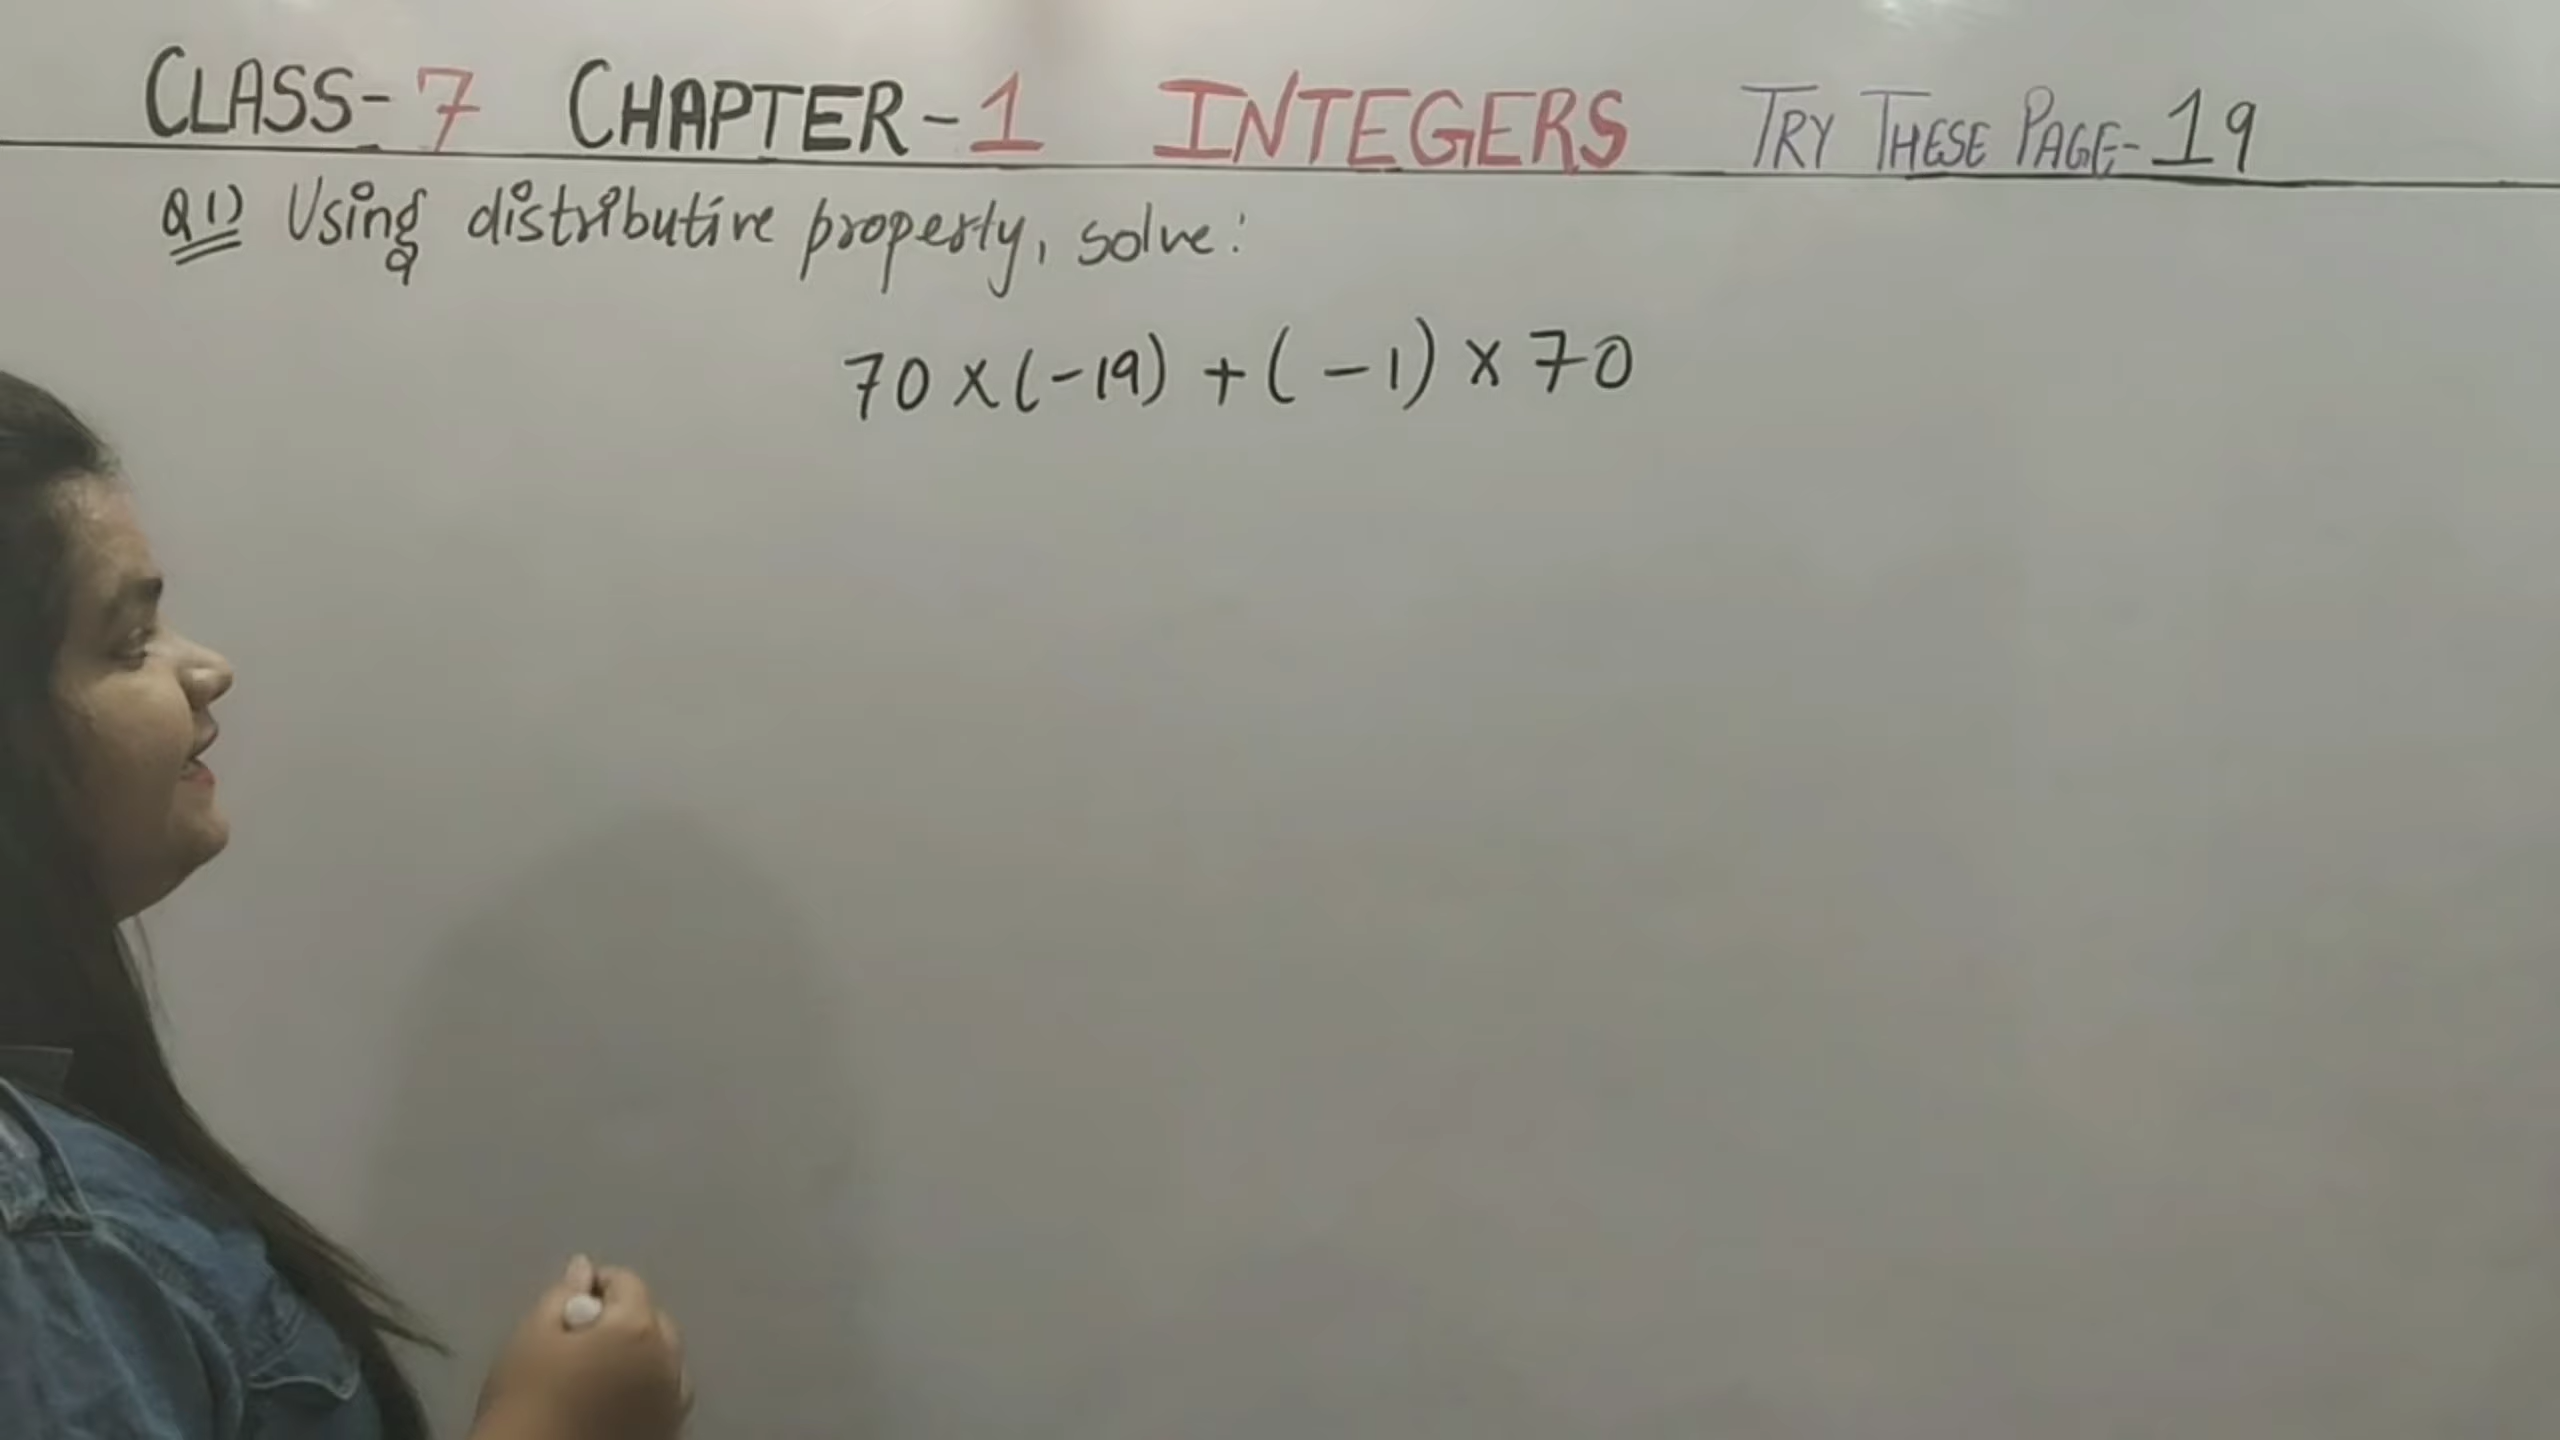 CLASS-7 CHAPTER-1 INTEGERS TRY THESE PAGE-19
Q1) Using distributive property, solve:
70 × (-19) + (-1) × 70